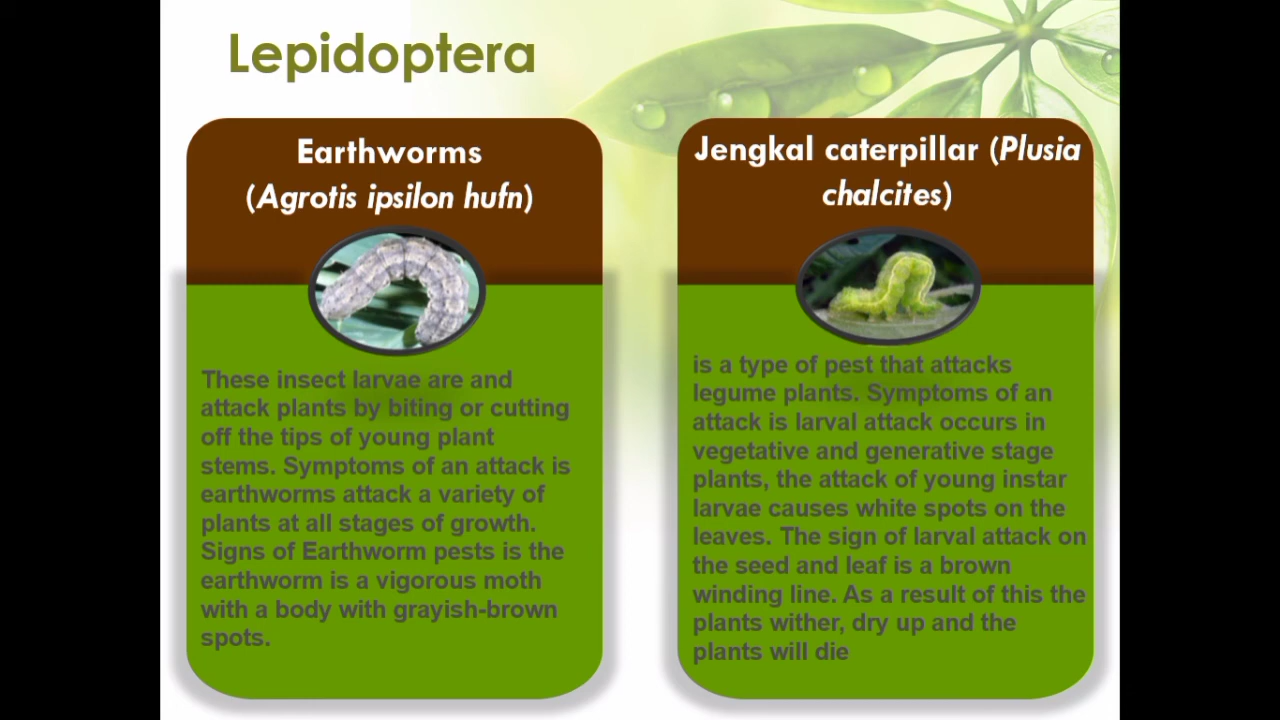 Lepidoptera
Earthworms
(Agrotis ipsilon hufn)
These insect larvae are and
attack plants by biting or cutting
off the tips of young plant
stems. Symptoms of an attack is
earthworms attack a variety of
plants at all stages of growth.
Signs of Earthworm pests is the
earthworm is a vigorous moth
with a body with grayish-brown
spots.
Jengkal caterpillar (Plusia
chalcites)
is a type of pest that attacks
legume plants. Symptoms of an
attack is larval attack occurs in
vegetative and generative stage
plants, the attack of young instar
larvae causes white spots on the
leaves. The sign of larval attack on
the seed and leaf is a brown
winding line. As a result of this the
plants wither, dry up and the
plants will die